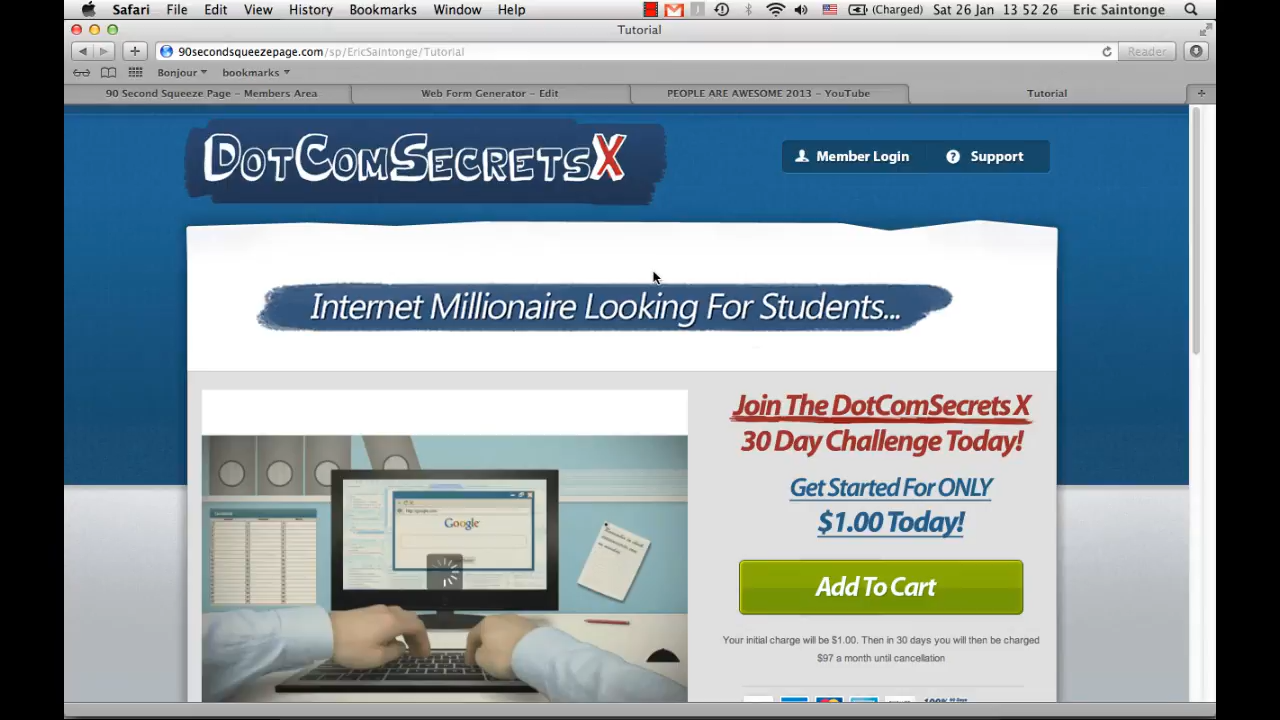 Safari File Edit View History Bookmarks Window Help (Charged) Sat 26 Jan 13 52 26 Eric Saintonge
Tutorial
90secondsqueezepage.com/sp/EricSaintonge/Tutorial Reader
Bonjour bookmarks
90 Second Squeeze Page – Members Area Web Form Generator – Edit PEOPLE ARE AWESOME 2013 – YouTube Tutorial
DotComSecretsX
Member Login Support
Internet Millionaire Looking For Students...
Join The DotComSecrets X
30 Day Challenge Today!
Get Started For ONLY
$1.00 Today!
Google
Add To Cart
Your initial charge will be $1.00. Then in 30 days you will then be charged
$97 a month until cancellation